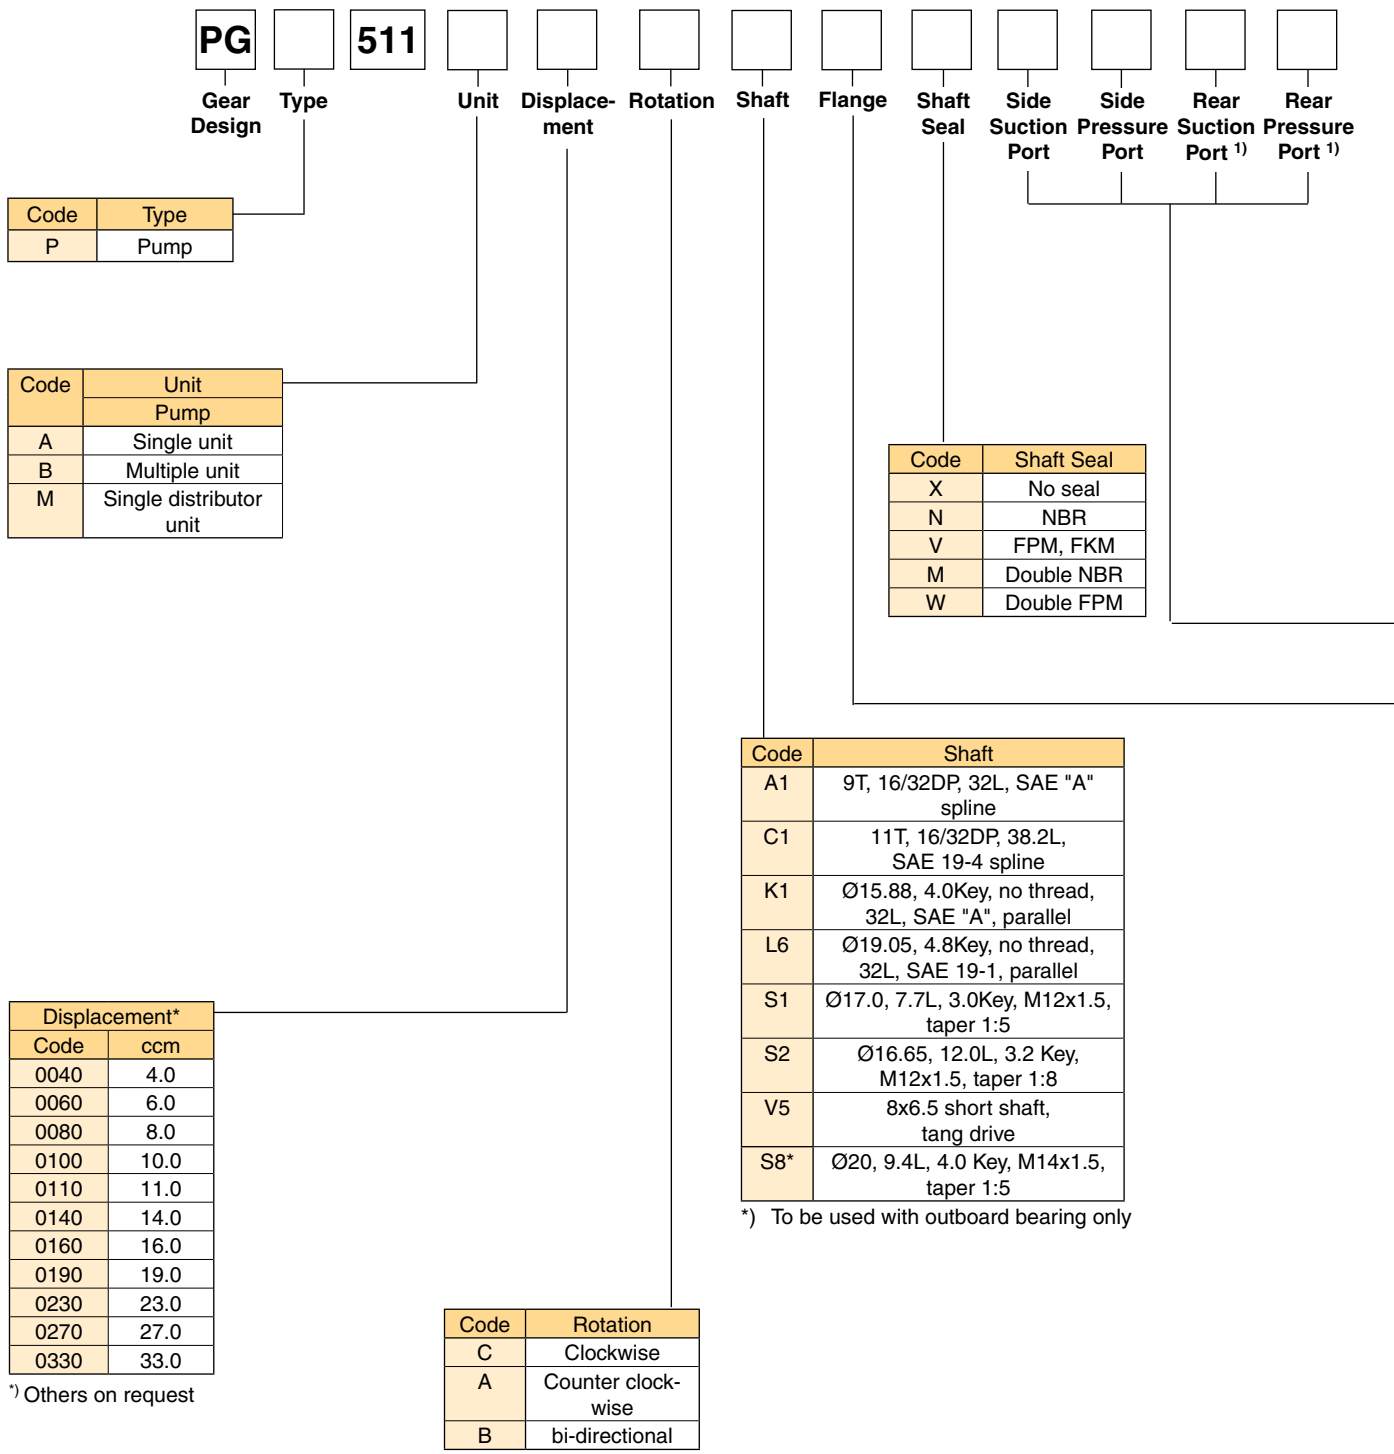 PG 511
Gear Type Unit Displace- Rotation Shaft Flange Shaft Side Side Rear Rear
Design ment Seal Suction Pressure Suction Pressure
Port Port Port 1) Port 1)
Code Type
P Pump
Code Unit
Pump
A Single unit
B Multiple unit
M Single distributor
unit
Code Shaft Seal
X No seal
N NBR
V FPM, FKM
M Double NBR
W Double FPM
Code Shaft
A1 9T, 16/32DP, 32L, SAE "A"
spline
C1 11T, 16/32DP, 38.2L,
SAE 19-4 spline
K1 Ø15.88, 4.0Key, no thread,
32L, SAE "A", parallel
L6 Ø19.05, 4.8Key, no thread,
32L, SAE 19-1, parallel
S1 Ø17.0, 7.7L, 3.0Key, M12x1.5,
taper 1:5
S2 Ø16.65, 12.0L, 3.2 Key,
M12x1.5, taper 1:8
V5 8x6.5 short shaft,
tang drive
S8* Ø20, 9.4L, 4.0 Key, M14x1.5,
taper 1:5
*) To be used with outboard bearing only
Displacement*
Code ccm
0040 4.0
0060 6.0
0080 8.0
0100 10.0
0110 11.0
0140 14.0
0160 16.0
0190 19.0
0230 23.0
0270 27.0
0330 33.0
*) Others on request
Code Rotation
C Clockwise
A Counter clock-
wise
B bi-directional